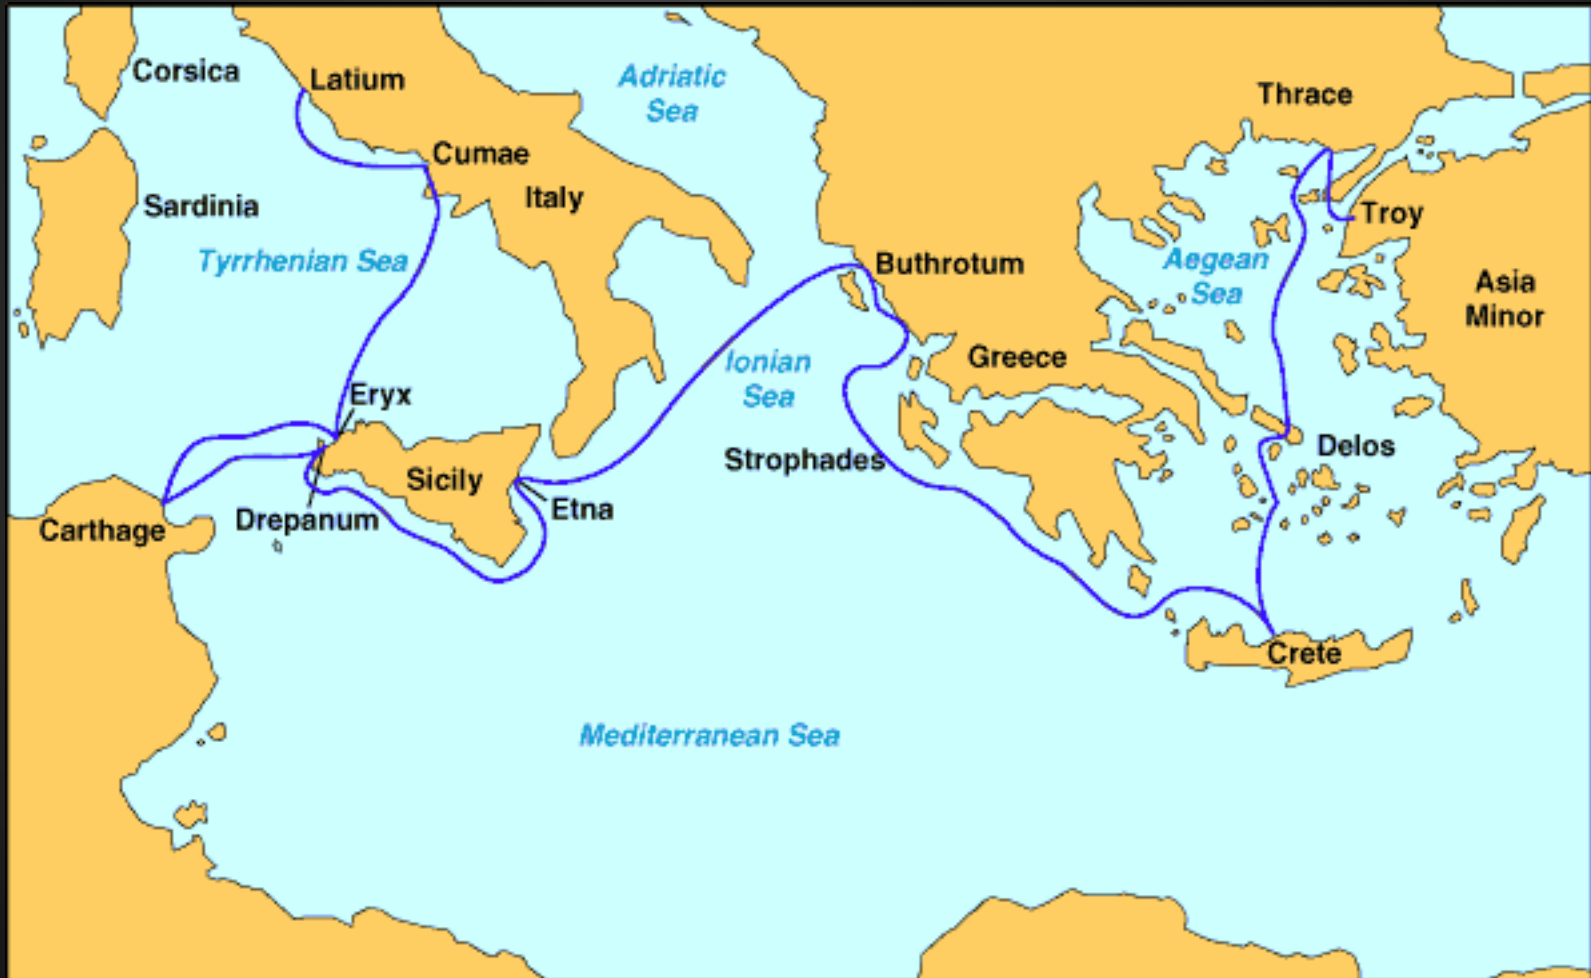 Corsica
Latium
Adriatic
Sea
Thrace
Cumae
Italy
Sardinia
Troy
Tyrrhenian Sea
Buthrotum
Aegean
Sea
Asia
Minor
Ionian
Sea
Greece
Eryx
Strophades
Delos
Sicily
Etna
Drepanum
Carthage
Crete
Mediterranean Sea